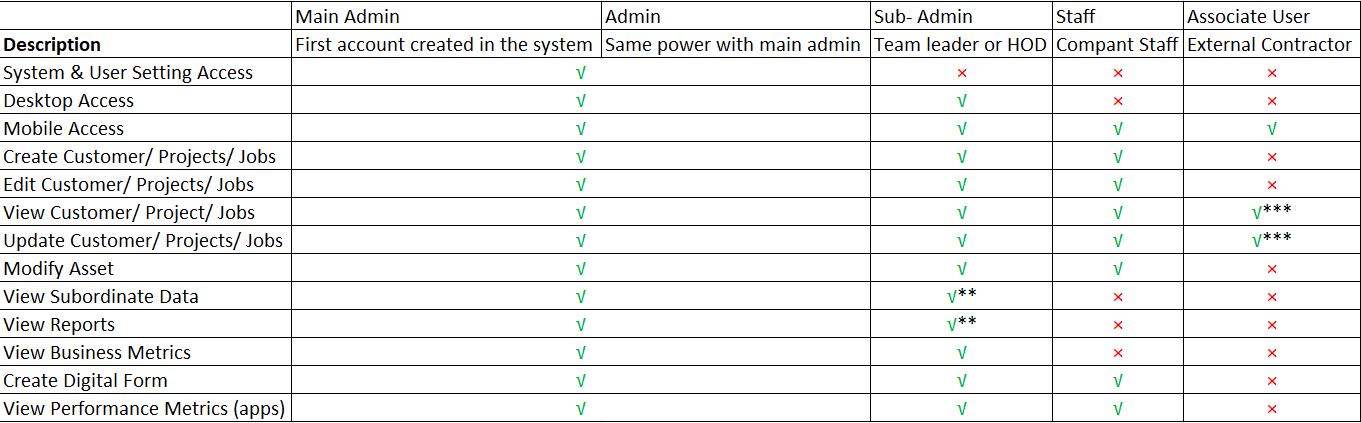 Main Admin Admin Sub- Admin Staff Associate User
Description First account created in the system Same power with main admin Team leader or HOD Compant Staff External Contractor
System & User Setting Access √ × × ×
Desktop Access √ √ × ×
Mobile Access √ √ √ √
Create Customer/ Projects/ Jobs √ √ √ ×
Edit Customer/ Projects/ Jobs √ √ √ ×
View Customer/ Project/ Jobs √ √ √ √***
Update Customer/ Projects/ Jobs √ √ √ √***
Modify Asset √ √ √ ×
View Subordinate Data √ √** × ×
View Reports √ √** × ×
View Business Metrics √ √ × ×
Create Digital Form √ √ √ ×
View Performance Metrics (apps) √ √ √ ×